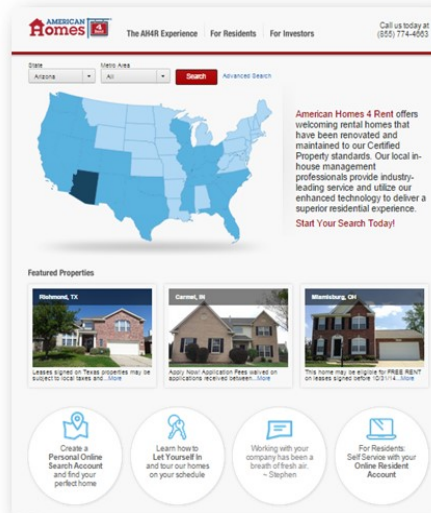 AMERICAN
Homes 4
The AH4R Experience
For Residents
For Investors
Call us today at
(855) 774-4663
State
Metro Area
Arizona
All
Search
Advanced Search
American Homes 4 Rent offers
welcoming rental homes that
have been renovated and
maintained to our Certified
Property standards. Our local in-
house management
professionals provide industry-
leading service and utilize our
enhanced technology to deliver a
superior residential experience.
Start Your Search Today!
Featured Properties
Richmond, TX
Carmel, IN
Miamisburg, OH
Leases signed on Texas properties may be
subject to local taxes and...More
Apply Now! Application Fees waived on
applications received between...More
This home may be eligible for FREE RENT
on leases signed before 10/31/14...More
Create a
Personal Online
Search Account
and find your
perfect home
Learn how to
Let Yourself In
and tour our homes
on your schedule
Working with your
company has been a
breath of fresh air.
~ Stephen
For Residents:
Self Service with your
Online Resident
Account